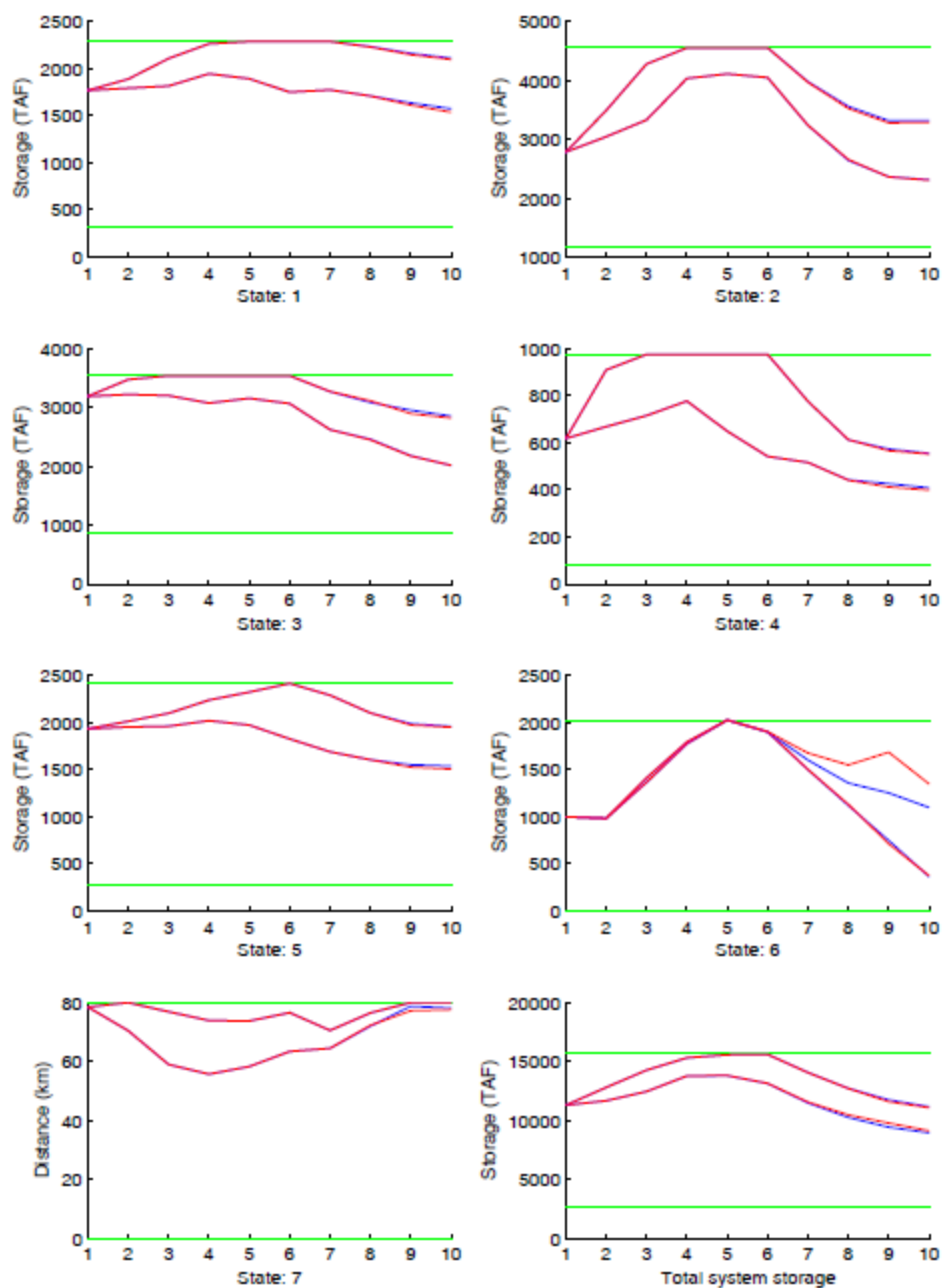 2500
2000
1500
1000
500
0
Storage (TAF)
1 2 3 4 5 6 7 8 9 10
State: 1
5000
4000
3000
2000
1000
Storage (TAF)
1 2 3 4 5 6 7 8 9 10
State: 2
4000
3000
2000
1000
0
Storage (TAF)
1 2 3 4 5 6 7 8 9 10
State: 3
1000
800
600
400
200
0
Storage (TAF)
1 2 3 4 5 6 7 8 9 10
State: 4
2500
2000
1500
1000
500
0
Storage (TAF)
1 2 3 4 5 6 7 8 9 10
State: 5
2500
2000
1500
1000
500
0
Storage (TAF)
1 2 3 4 5 6 7 8 9 10
State: 6
80
60
40
20
0
Distance (km)
1 2 3 4 5 6 7 8 9 10
State: 7
20000
15000
10000
5000
0
Storage (TAF)
1 2 3 4 5 6 7 8 9 10
Total system storage